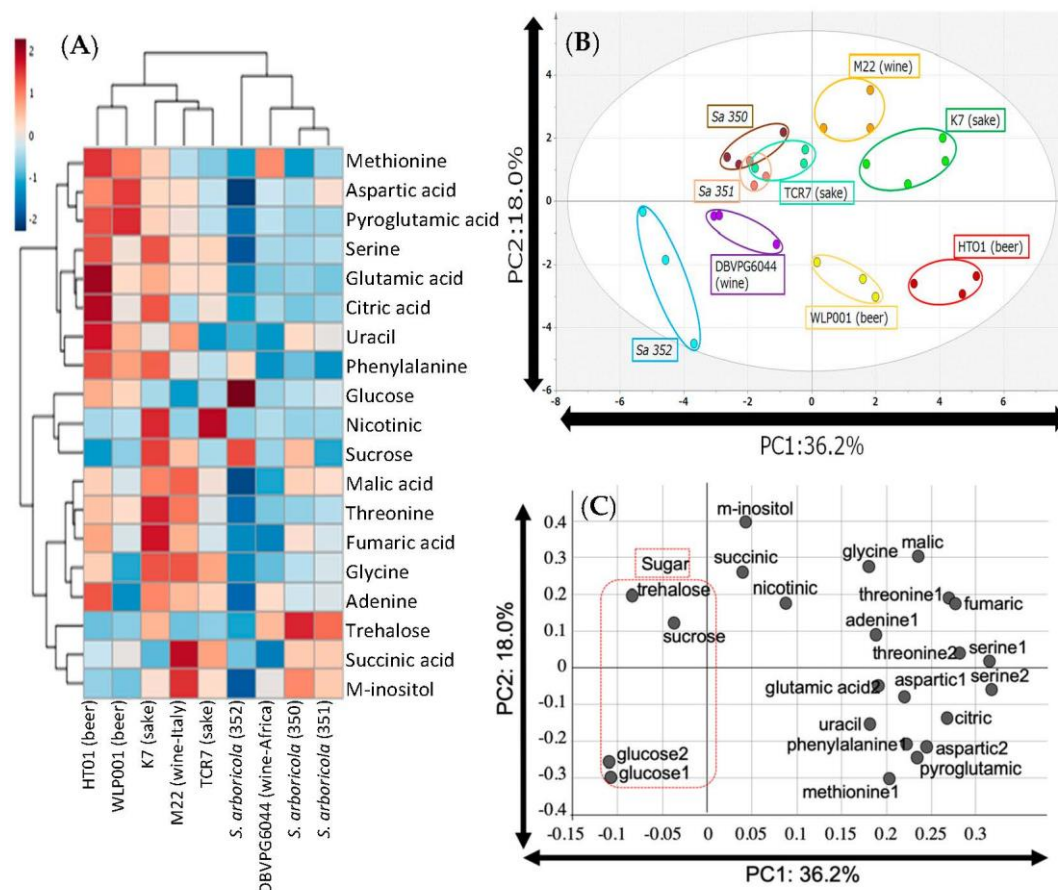 (A)
2
1
0
-1
-2
Methionine
Aspartic acid
Pyroglutamic acid
Serine
Glutamic acid
Citric acid
Uracil
Phenylalanine
Glucose
Nicotinic
Sucrose
Malic acid
Threonine
Fumaric acid
Glycine
Adenine
Trehalose
Succinic acid
M-inositol
HT01 (beer)
WLP001 (beer)
K7 (sake)
M22 (wine-Italy)
TCR7 (sake)
S. arboricola (352)
DBVPG6044 (wine-Africa)
S. arboricola (350)
S. arboricola (351)
(B)
PC2:18.0%
4
2
0
-2
-4
-6
-8
-6
-4
-2
0
2
4
6
M22 (wine)
Sa 350
K7 (sake)
Sa 351
TCR7 (sake)
HT01 (beer)
DBVPG6044
(wine)
WLP001 (beer)
Sa 352
PC1:36.2%
(C)
PC2: 18.0%
0.4
0.3
0.2
0.1
0
-0.1
-0.2
-0.3
-0.4
m-inositol
Sugar
succinic
glycine
malic
trehalose
nicotinic
threonine1
fumaric
sucrose
adenine1
threonine2
serine1
glutamic acid2
aspartic1
serine2
uracil
citric
phenylalanine1
aspartic2
glucose2
pyroglutamic
glucose1
methionine1
-0.15
-0.1
-0.05
0
0.05
0.1
0.15
0.2
0.25
0.3
PC1: 36.2%